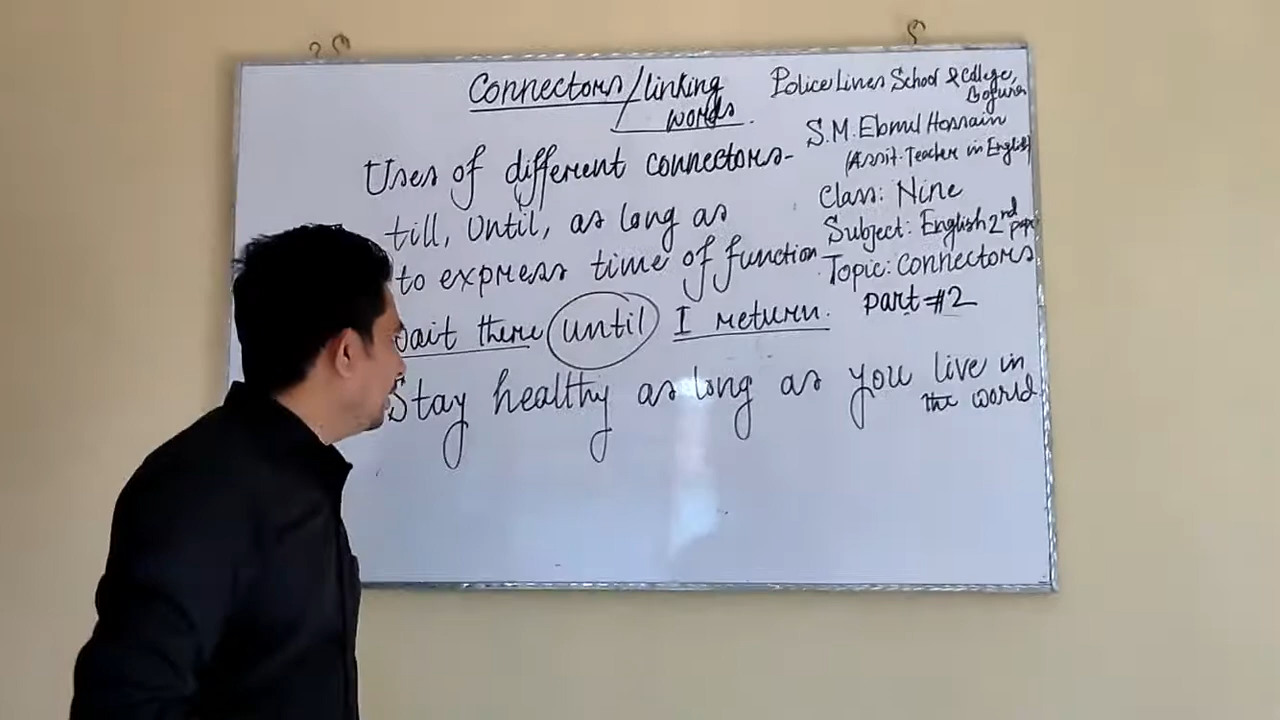 Connectors/linking
words.
Uses of different connectors-
till, Until, as long as
to express time of function
wait there until I return.
Stay healthy as long as you live in
the world
Police Lines School & College,
Bogura
S.M. Ebnul Hossain
(Assit. Teacher in English)
Class: Nine
Subject: English 2nd paper
Topic: Connectors
part #2